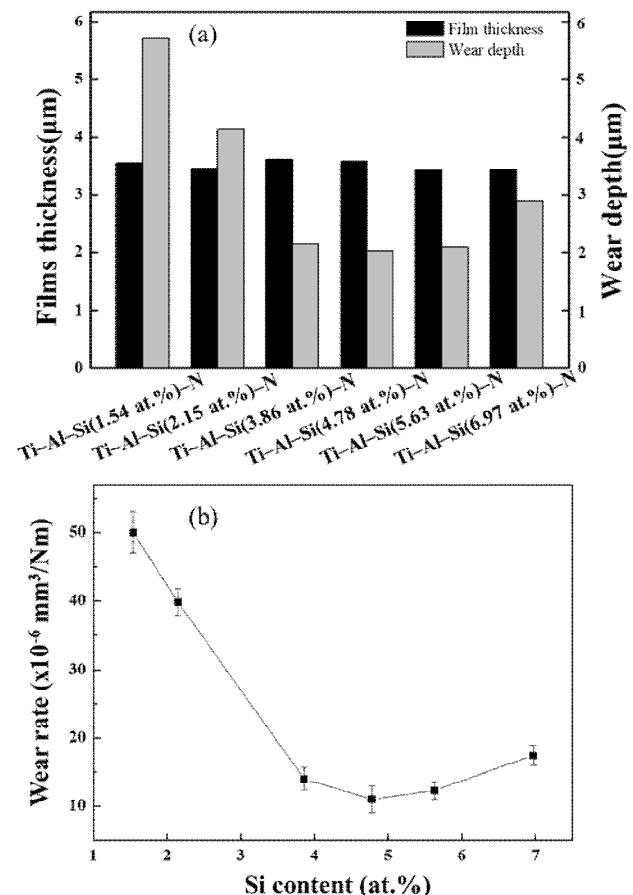 (a)
Film thickness
Wear depth
Films thickness(μm)
6
5
4
3
2
1
0
Wear depth(μm)
6
5
4
3
2
1
0
Ti–Al–Si(1.54 at.%)–N
Ti–Al–Si(2.15 at.%)–N
Ti–Al–Si(3.86 at.%)–N
Ti–Al–Si(4.78 at.%)–N
Ti–Al–Si(5.63 at.%)–N
Ti–Al–Si(6.97 at.%)–N
(b)
Wear rate (x10⁻⁶ mm³/Nm)
50
40
30
20
10
1 2 3 4 5 6 7
Si content (at.%)